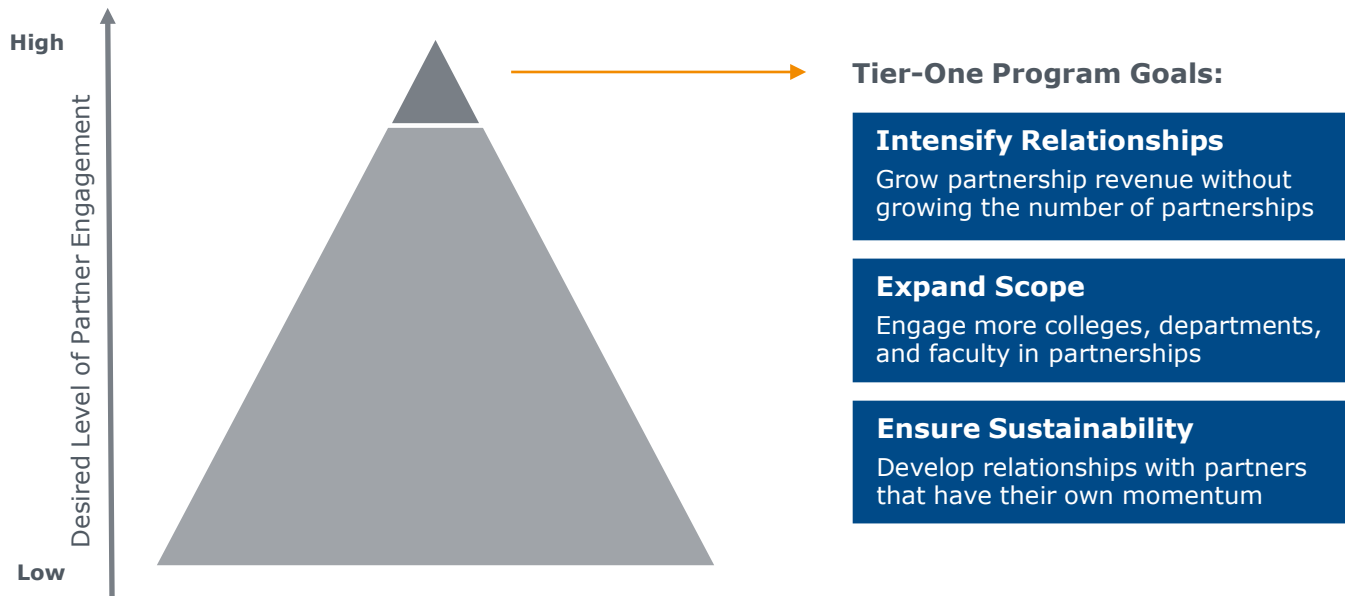 High
Desired Level of Partner Engagement
Low
Tier-One Program Goals:
Intensify Relationships
Grow partnership revenue without
growing the number of partnerships
Expand Scope
Engage more colleges, departments,
and faculty in partnerships
Ensure Sustainability
Develop relationships with partners
that have their own momentum